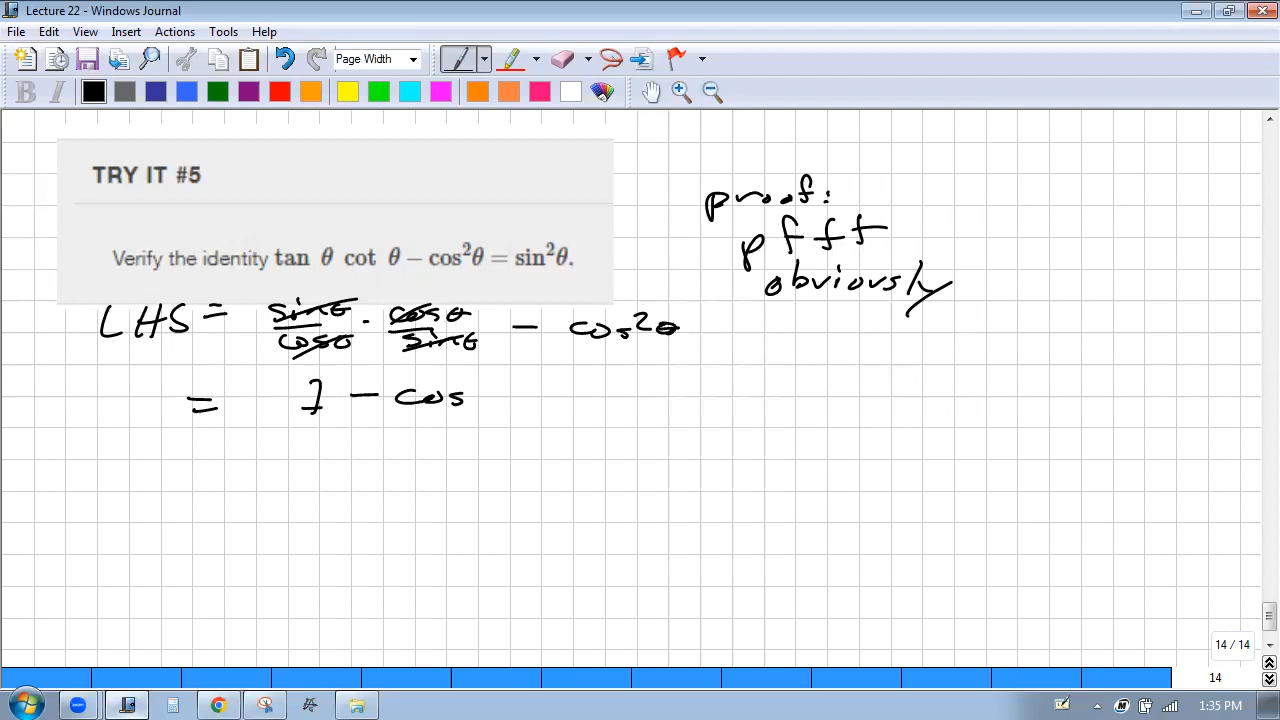 Lecture 22 - Windows Journal
File Edit View Insert Actions Tools Help
Page Width
B I
TRY IT #5
Verify the identity tan θ cot θ − cos²θ = sin²θ.
proof:
pfft
obviously
LHS = sinθ/cosθ · cosθ/sinθ − cos²θ
= 1 − cos
14 / 14
14
1:35 PM